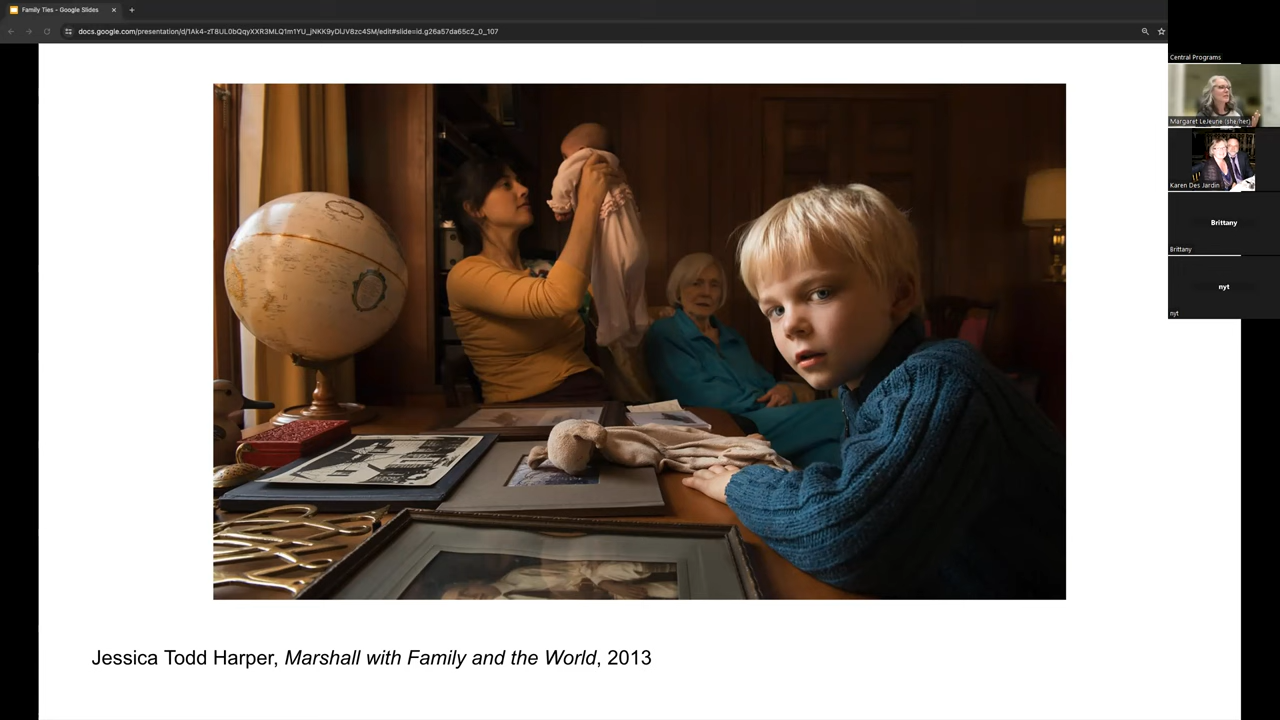 Family Ties - Google Slides
docs.google.com/presentation/d/1Ak4-zT8UL0bQqyXXR3MLQ1m1YU_jNKK9yDlJV8zc4SM/edit#slide=id.g26a57da65c2_0_107
Central Programs
Margaret LeJeune (she/her)
Karen Des Jardin
Brittany
Brittany
nyt
nyt
Jessica Todd Harper, Marshall with Family and the World, 2013